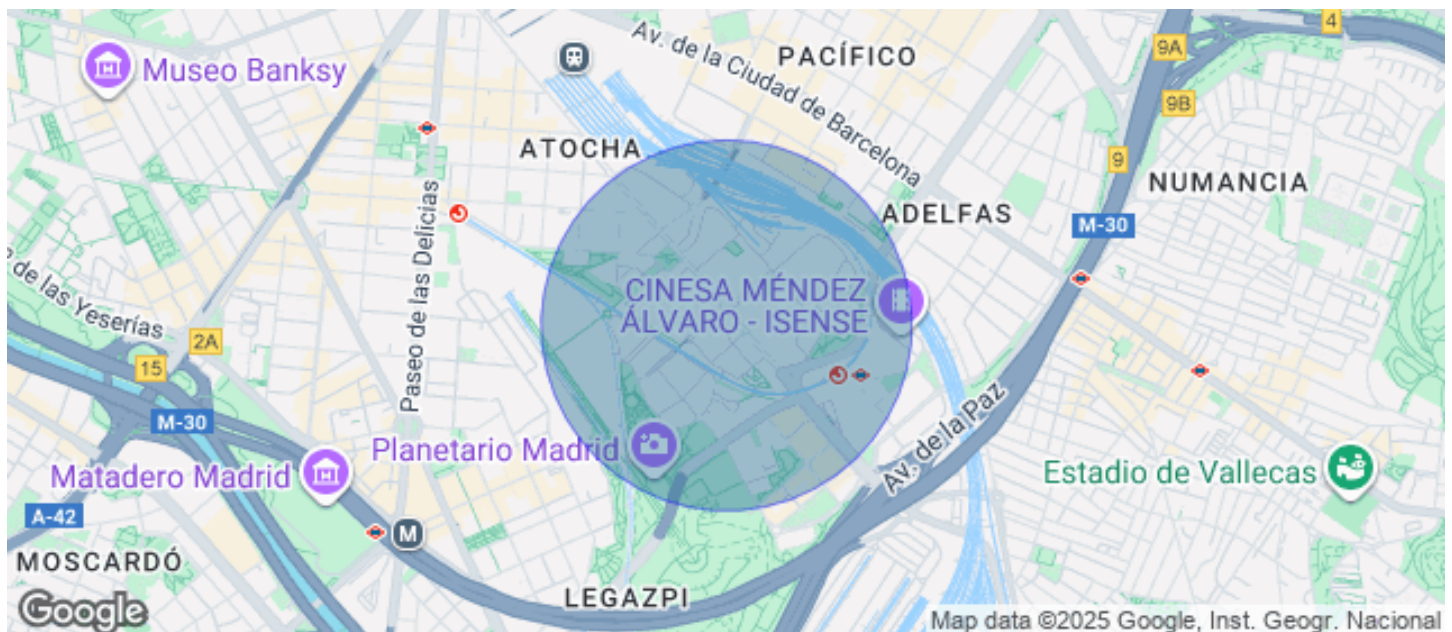 4
Av. de la Ciudad de Barcelona
PACÍFICO
9A
Museo Banksy
9B
ATOCHA
9
NUMANCIA
Paseo de las Delicias
ADELFAS
M-30
de las Yeserías
CINESA MÉNDEZ
ÁLVARO - ISENSE
2A
15
M-30
Av. de la Paz
Planetario Madrid
Matadero Madrid
Estadio de Vallecas
A-42
M
MOSCARDÓ
LEGAZPI
Google
Map data ©2025 Google, Inst. Geogr. Nacional